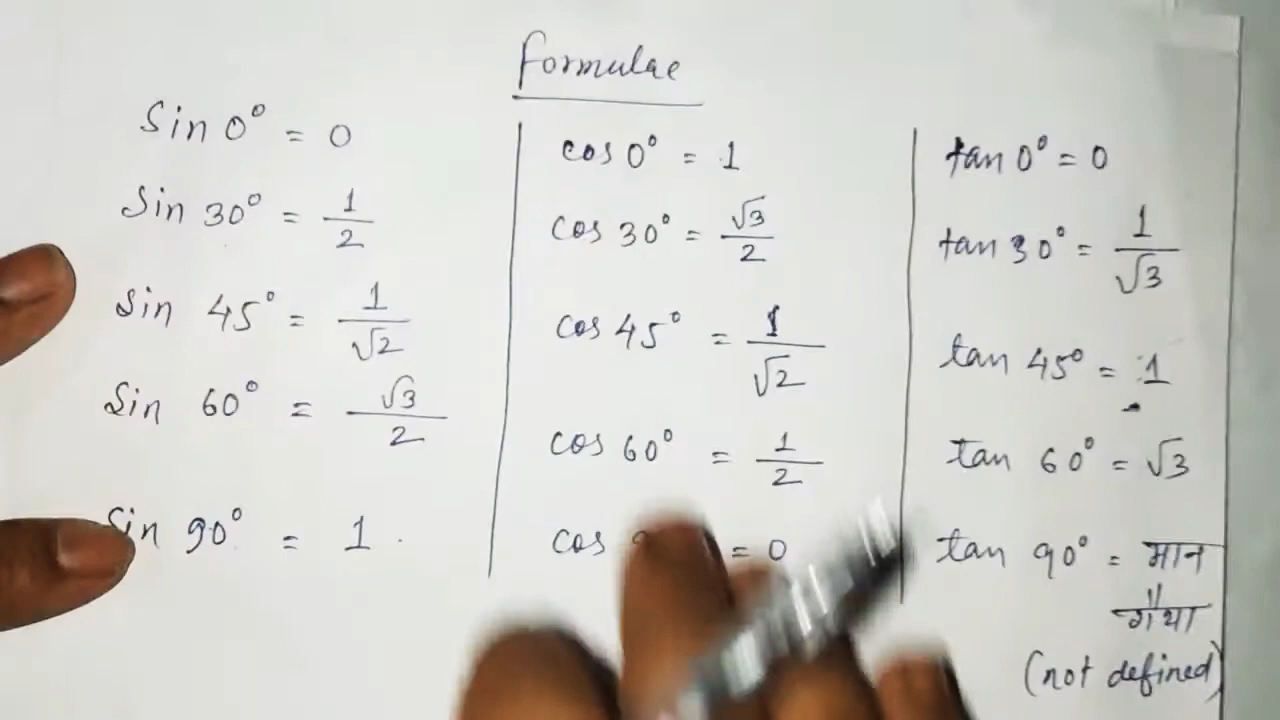 formulae
Sin 0° = 0
Sin 30° = 1/2
Sin 45° = 1/√2
Sin 60° = √3/2
Sin 90° = 1
cos 0° = 1
cos 30° = √3/2
cos 45° = 1/√2
cos 60° = 1/2
cos = 0
tan 0° = 0
tan 30° = 1/√3
tan 45° = 1
tan 60° = √3
tan 90° = मान
गया
(not defined)